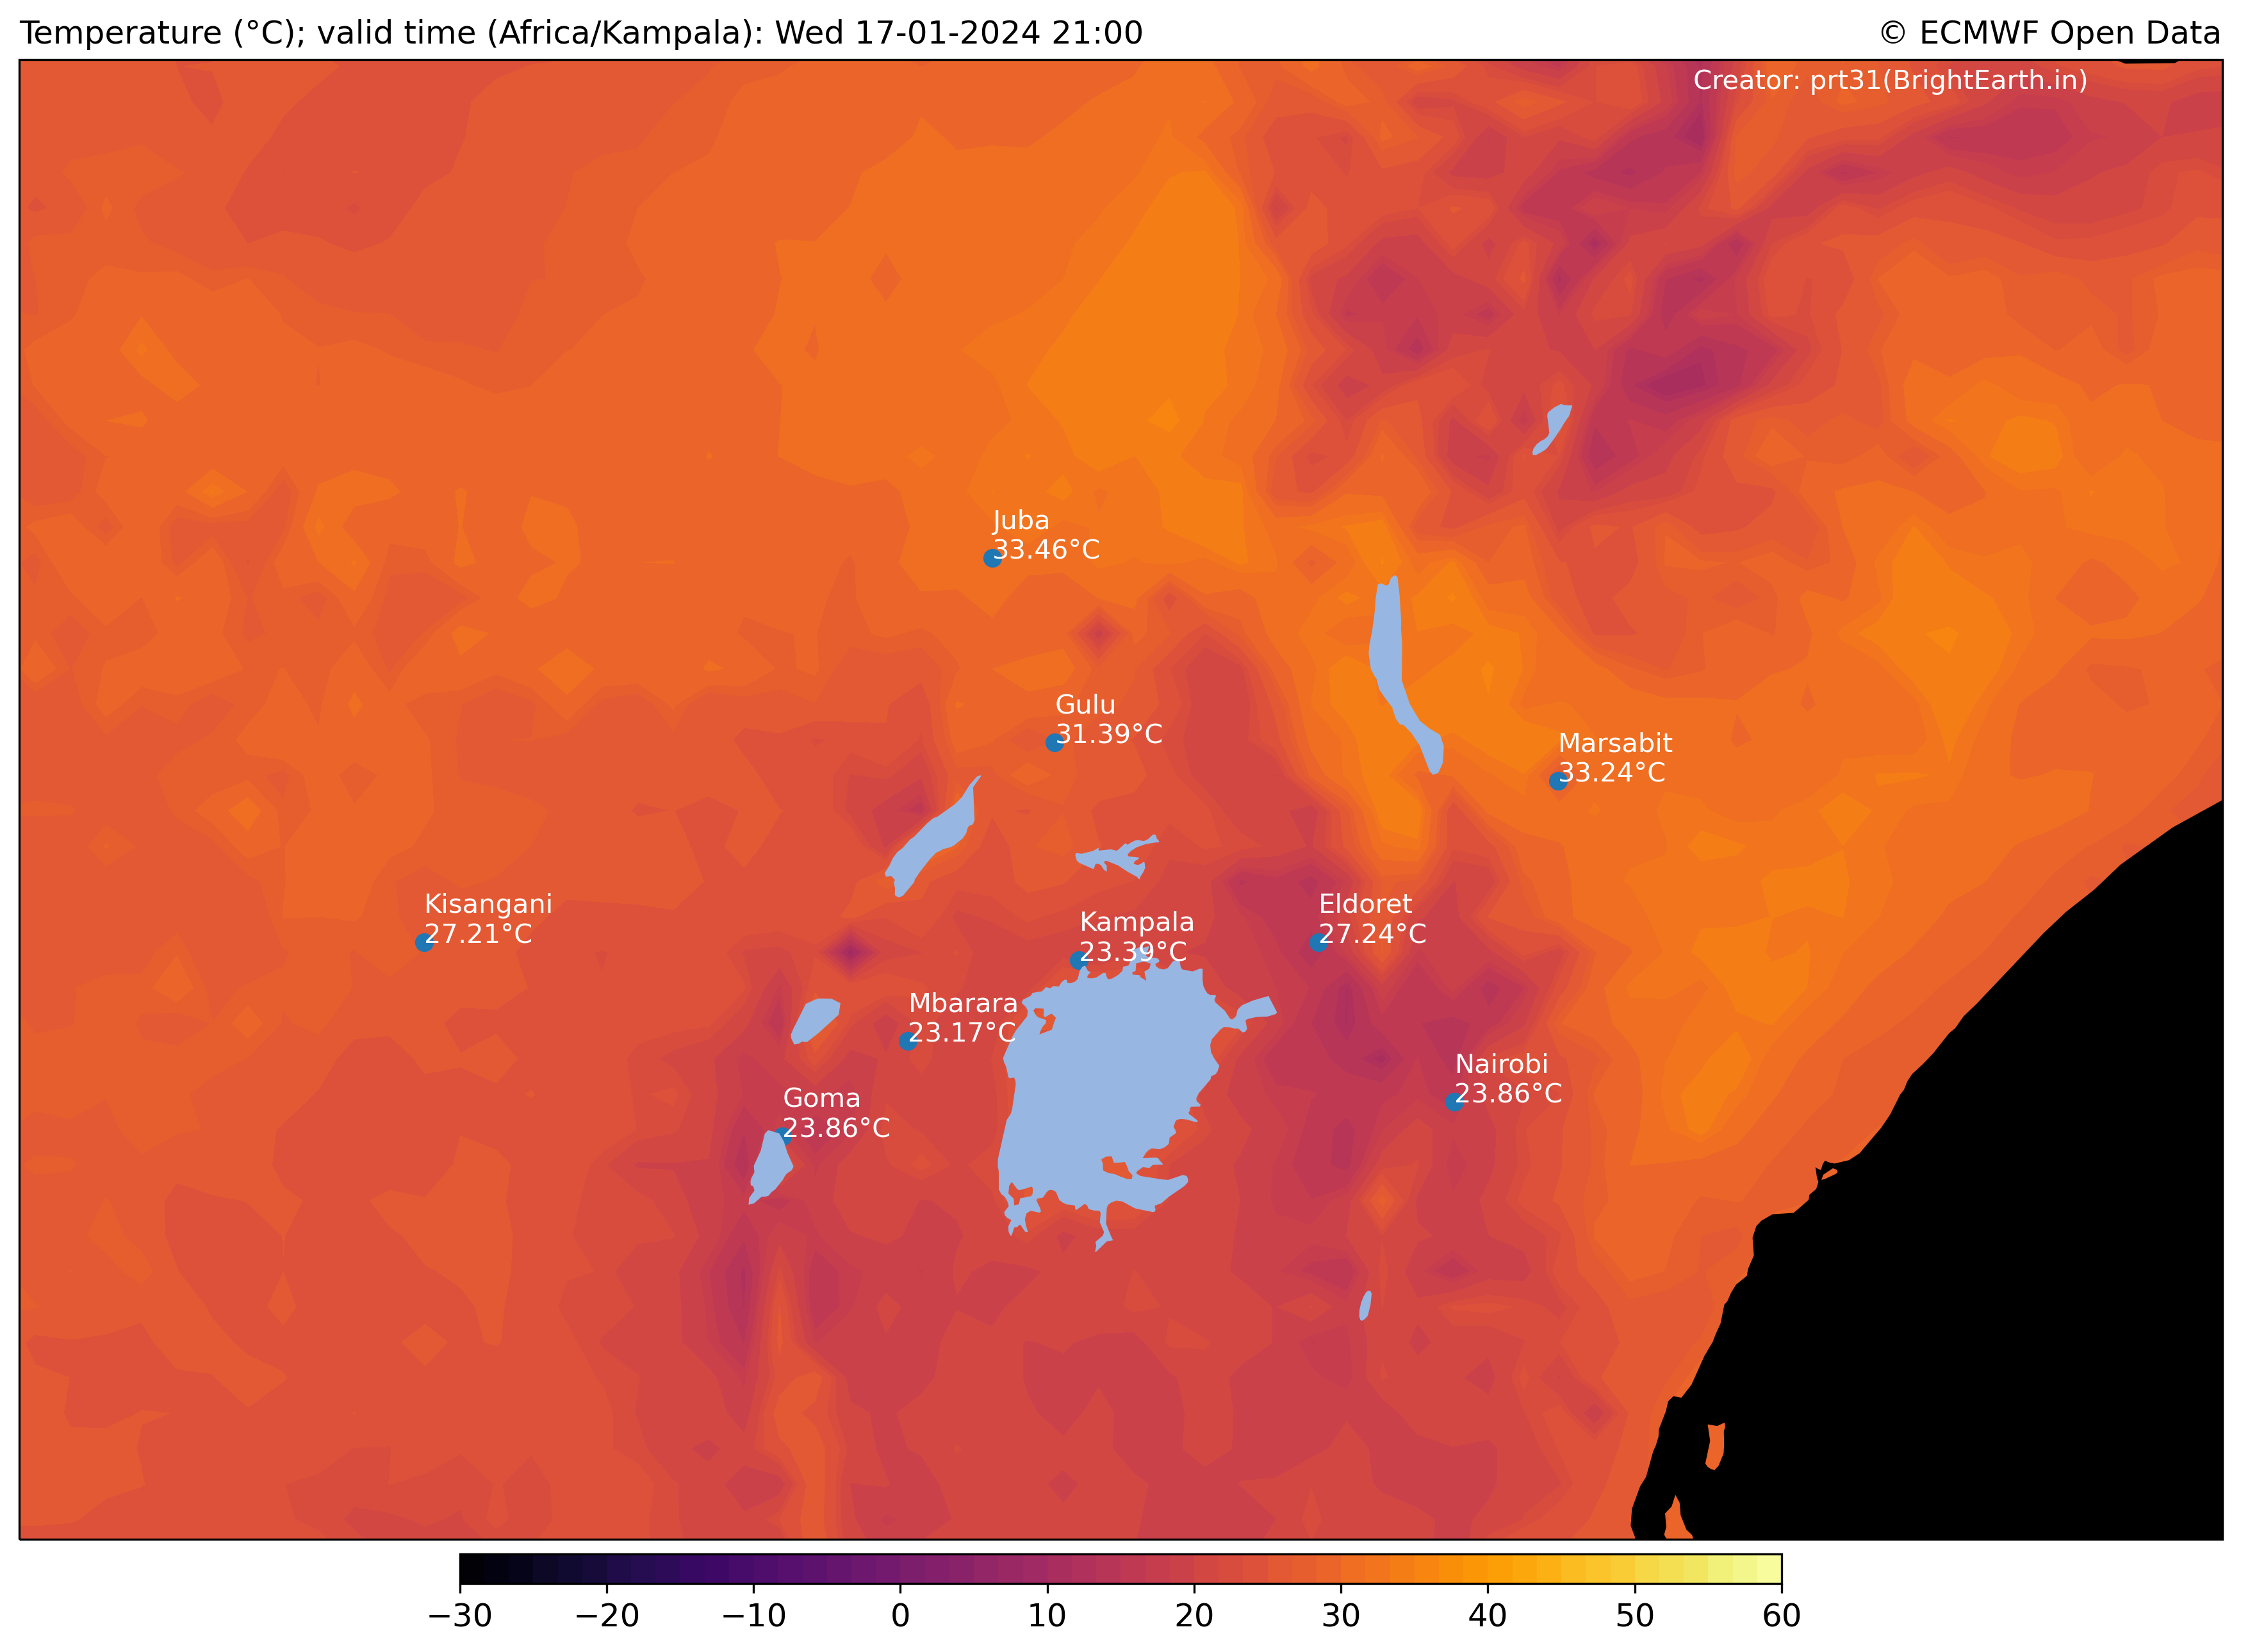 Temperature (°C); valid time (Africa/Kampala): Wed 17-01-2024 21:00
© ECMWF Open Data
Creator: prt31(BrightEarth.in)
Juba
33.46°C
Gulu
31.39°C
Marsabit
33.24°C
Kisangani
27.21°C
Kampala
23.39°C
Eldoret
27.24°C
Mbarara
23.17°C
Nairobi
23.86°C
Goma
23.86°C
−30 −20 −10 0 10 20 30 40 50 60